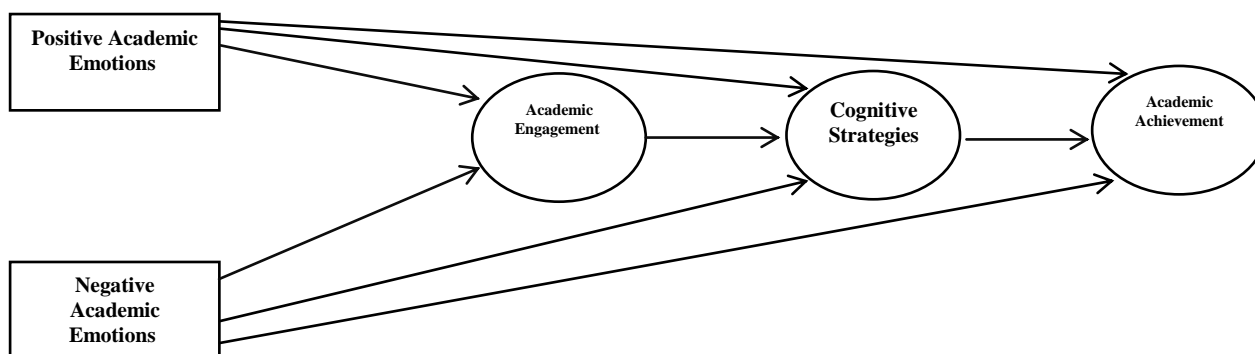 Positive Academic
Emotions
Academic
Engagement
Cognitive
Strategies
Academic
Achievement
Negative
Academic
Emotions